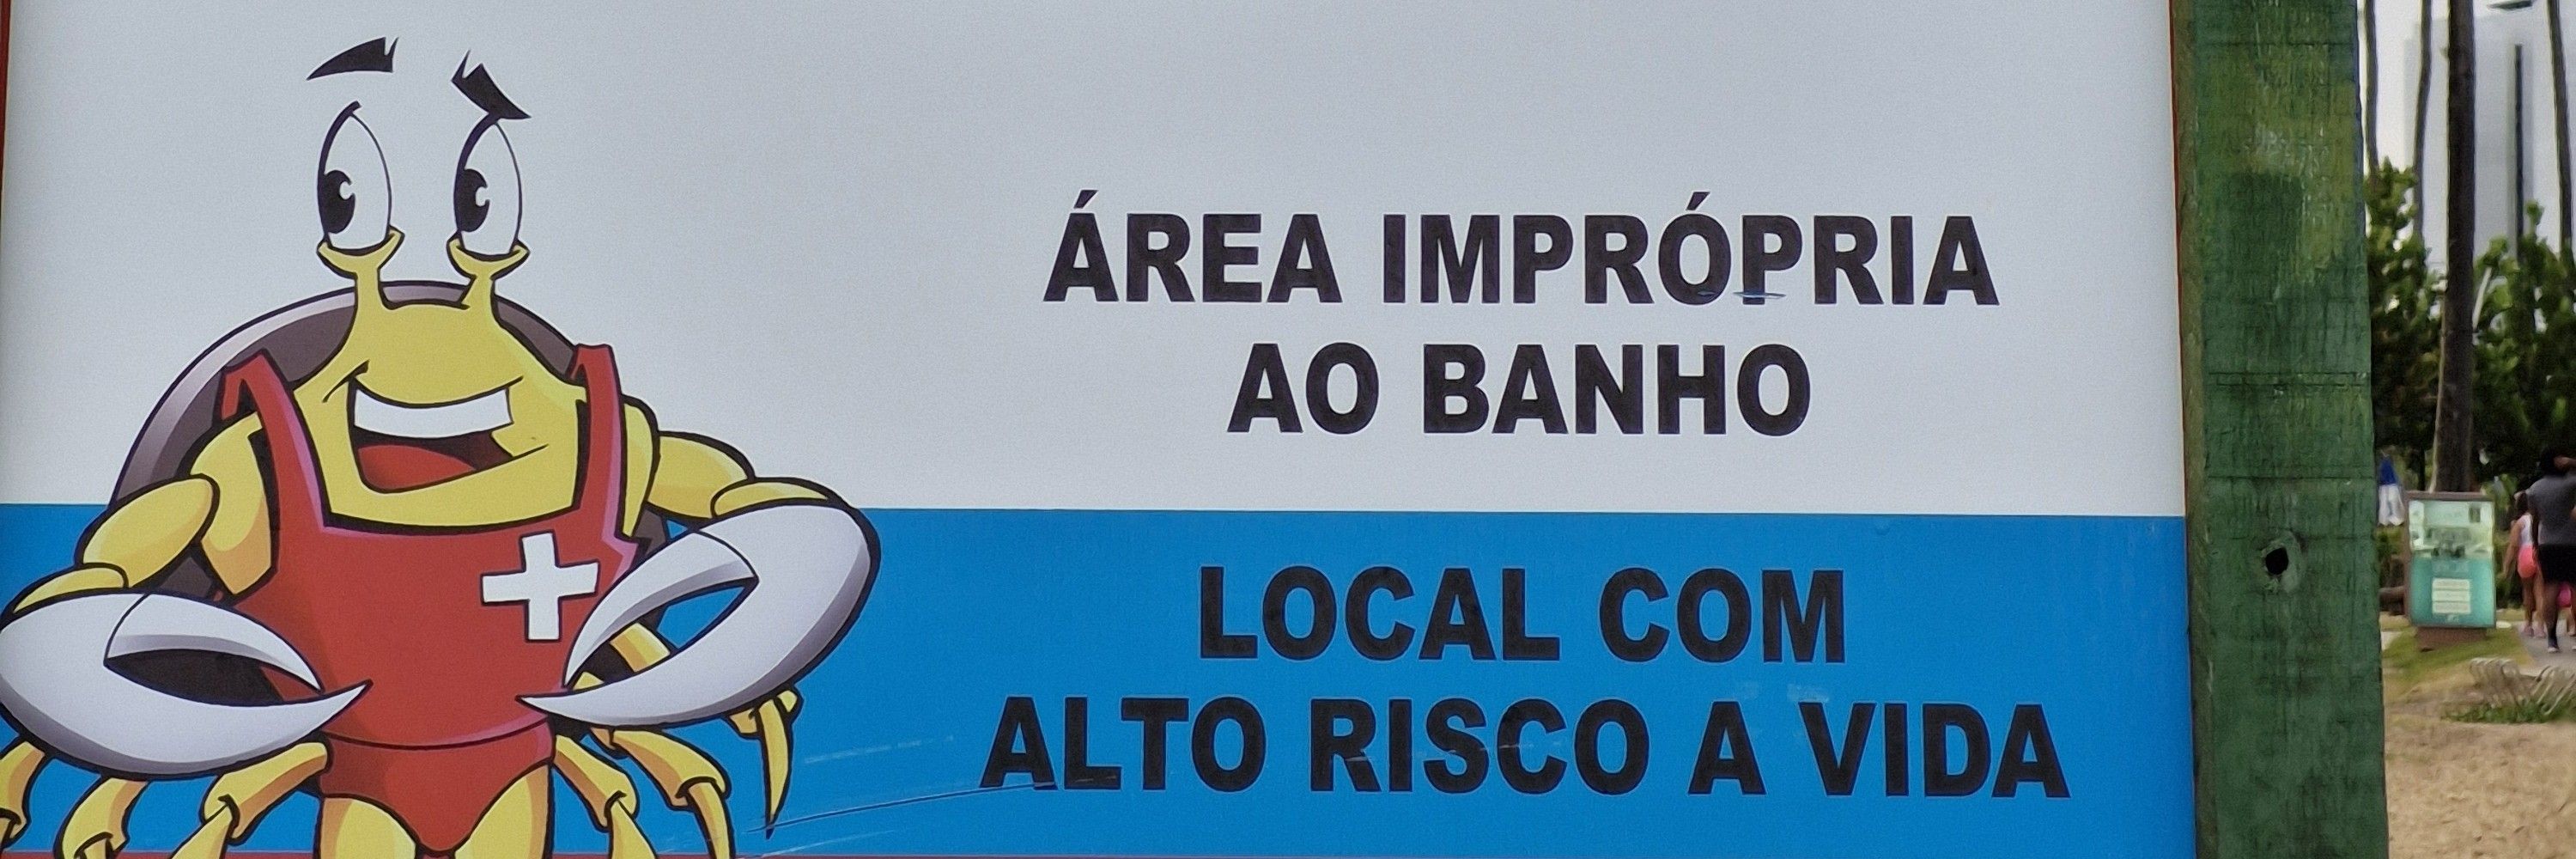 ÁREA IMPRÓPRIA
AO BANHO
LOCAL COM
ALTO RISCO A VIDA